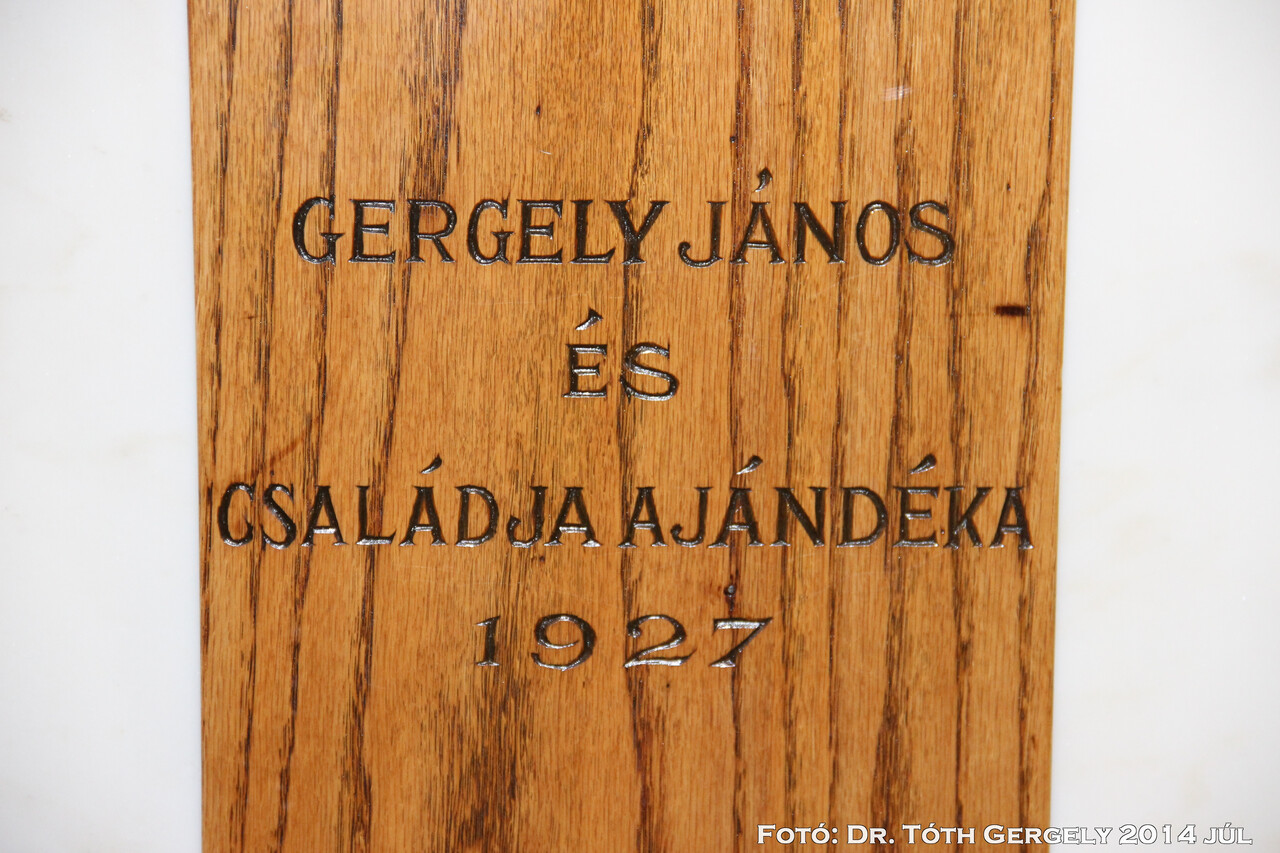 GERGELY JÁNOS
ÉS
CSALÁDJA AJÁNDÉKA
1927
FOTÓ: DR. TÓTH GERGELY 2014 JÚL